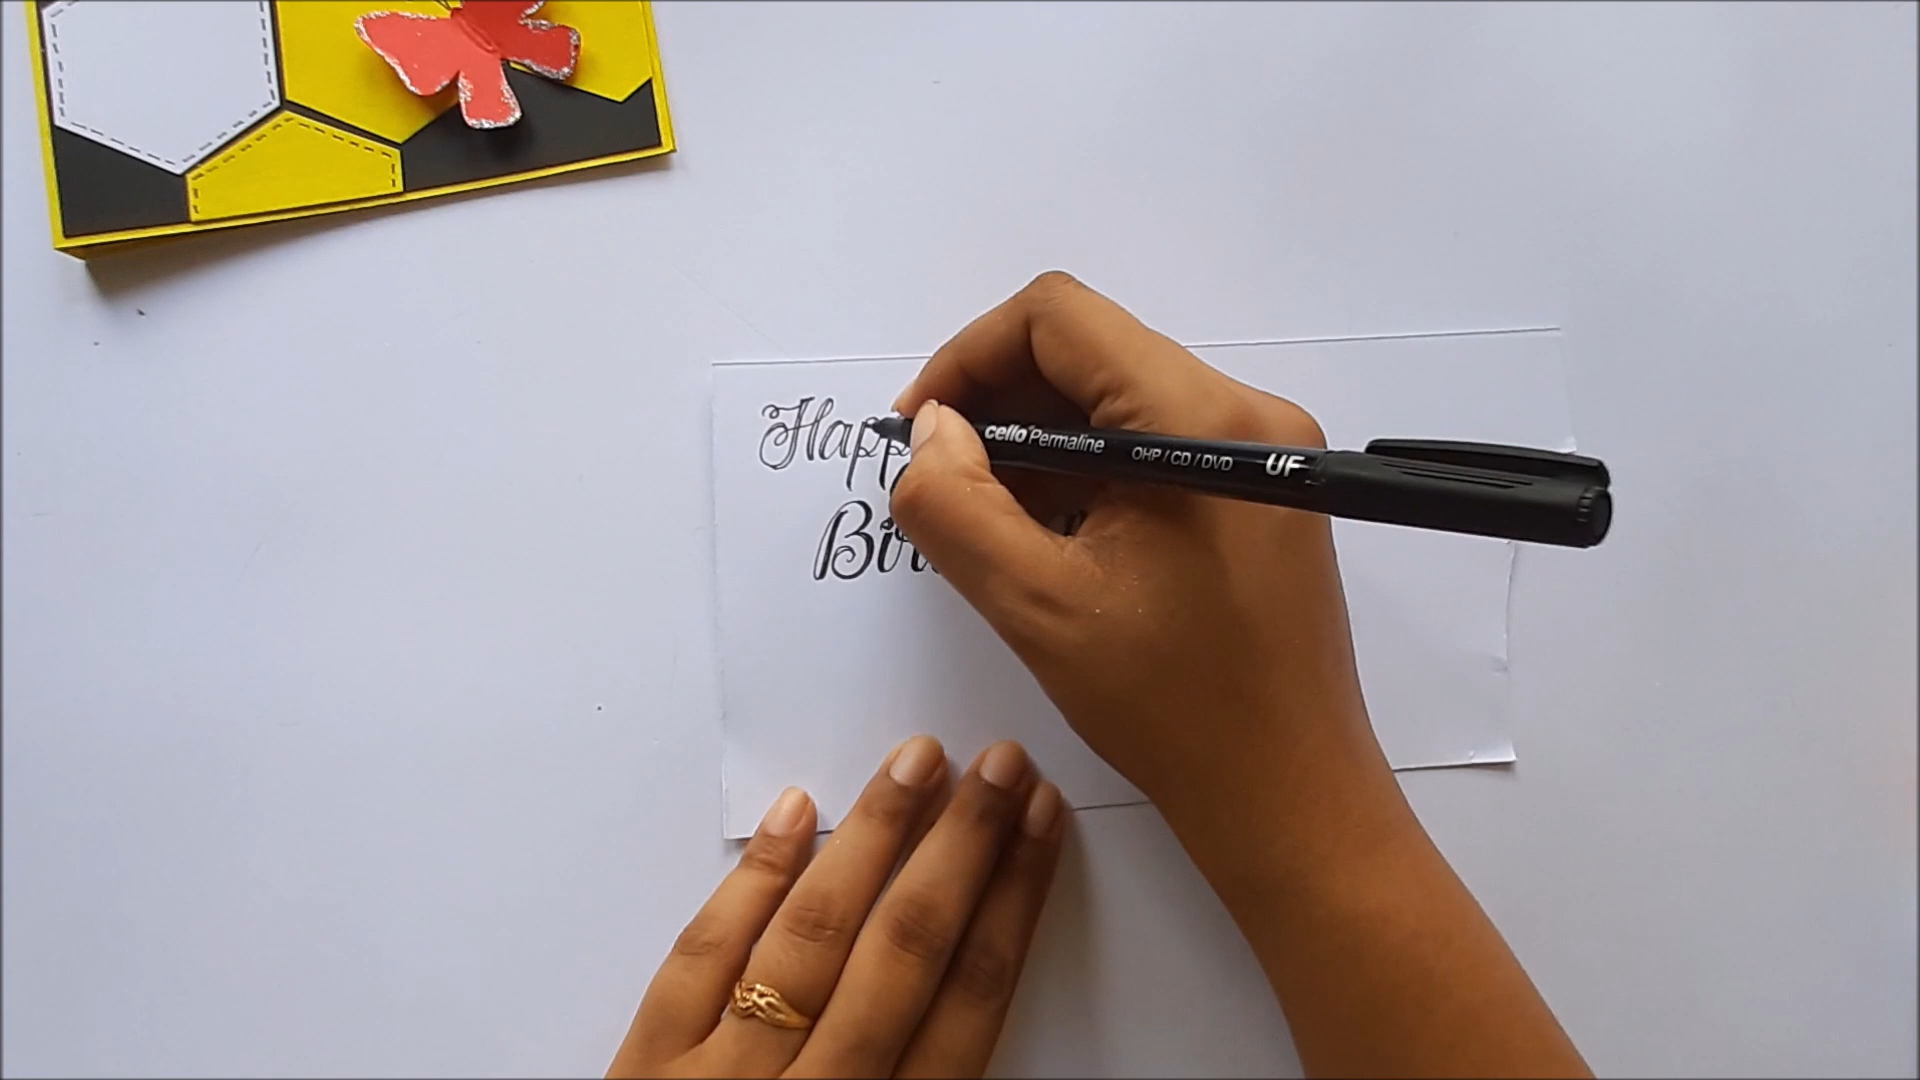 Happ
Bir
cello Permaline OHP / CD / DVD UF